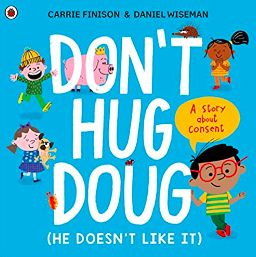 CARRIE FINISON & DANIEL WISEMAN
DON'T
HUG
DOUG
A story
about
consent
(HE DOESN'T LIKE IT)